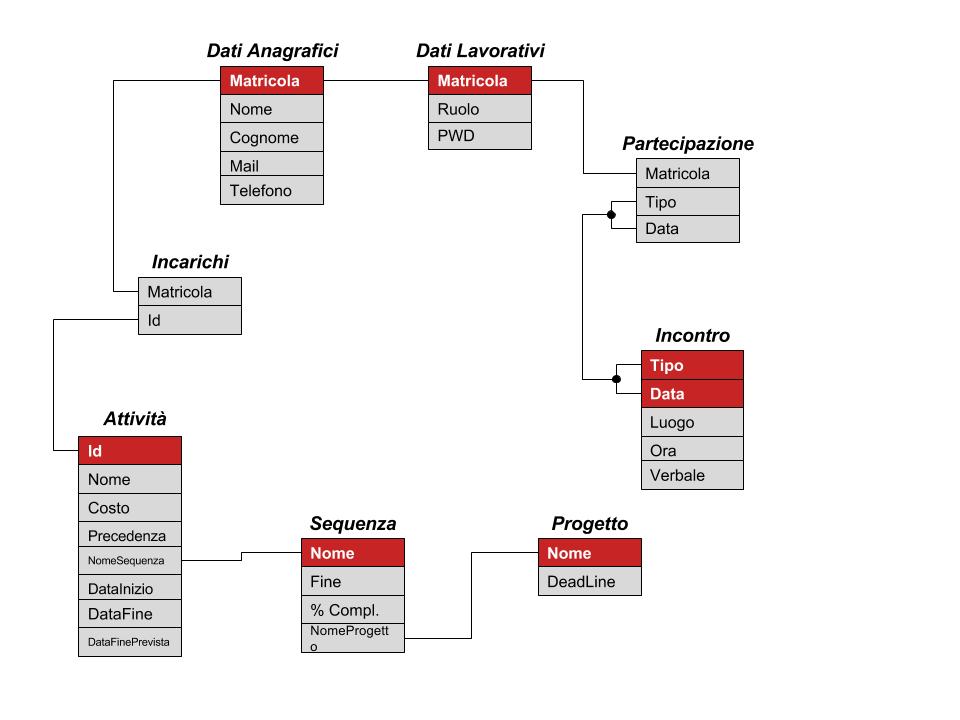 Dati Anagrafici
Matricola
Nome
Cognome
Mail
Telefono
Dati Lavorativi
Matricola
Ruolo
PWD
Partecipazione
Matricola
Tipo
Data
Incarichi
Matricola
Id
Incontro
Tipo
Data
Luogo
Ora
Verbale
Attività
Id
Nome
Costo
Precedenza
NomeSequenza
DataInizio
DataFine
DataFinePrevista
Sequenza
Nome
Fine
% Compl.
NomeProgett
o
Progetto
Nome
DeadLine